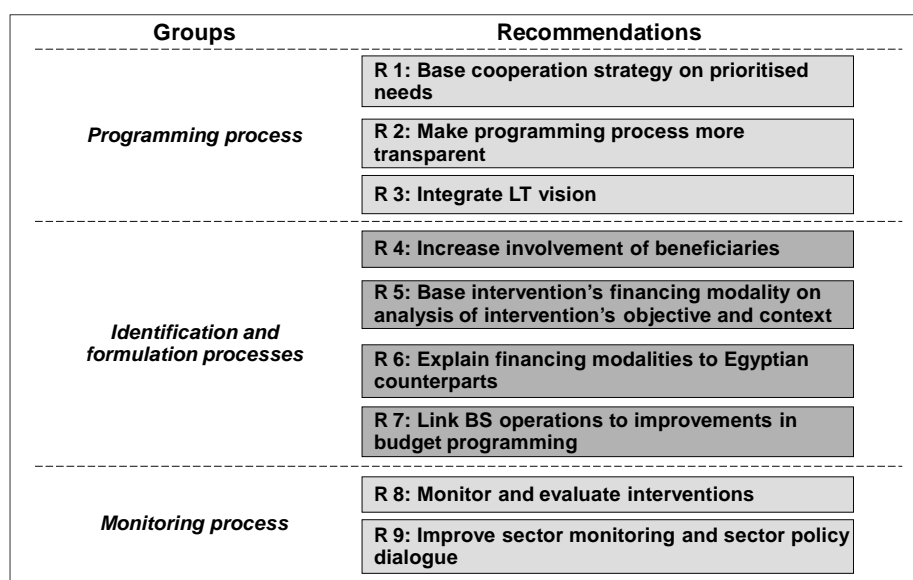 Groups Recommendations
R 1: Base cooperation strategy on prioritised
needs
Programming process
R 2: Make programming process more
transparent
R 3: Integrate LT vision
R 4: Increase involvement of beneficiaries
R 5: Base intervention's financing modality on
analysis of intervention's objective and context
Identification and
formulation processes
R 6: Explain financing modalities to Egyptian
counterparts
R 7: Link BS operations to improvements in
budget programming
R 8: Monitor and evaluate interventions
Monitoring process
R 9: Improve sector monitoring and sector policy
dialogue